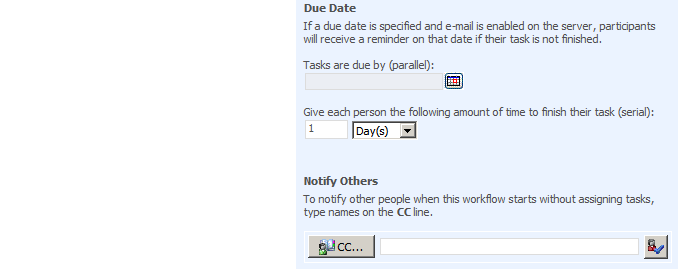 Due Date
If a due date is specified and e-mail is enabled on the server, participants
will receive a reminder on that date if their task is not finished.
Tasks are due by (parallel):
Give each person the following amount of time to finish their task (serial):
1 Day(s)
Notify Others
To notify other people when this workflow starts without assigning tasks,
type names on the CC line.
CC...